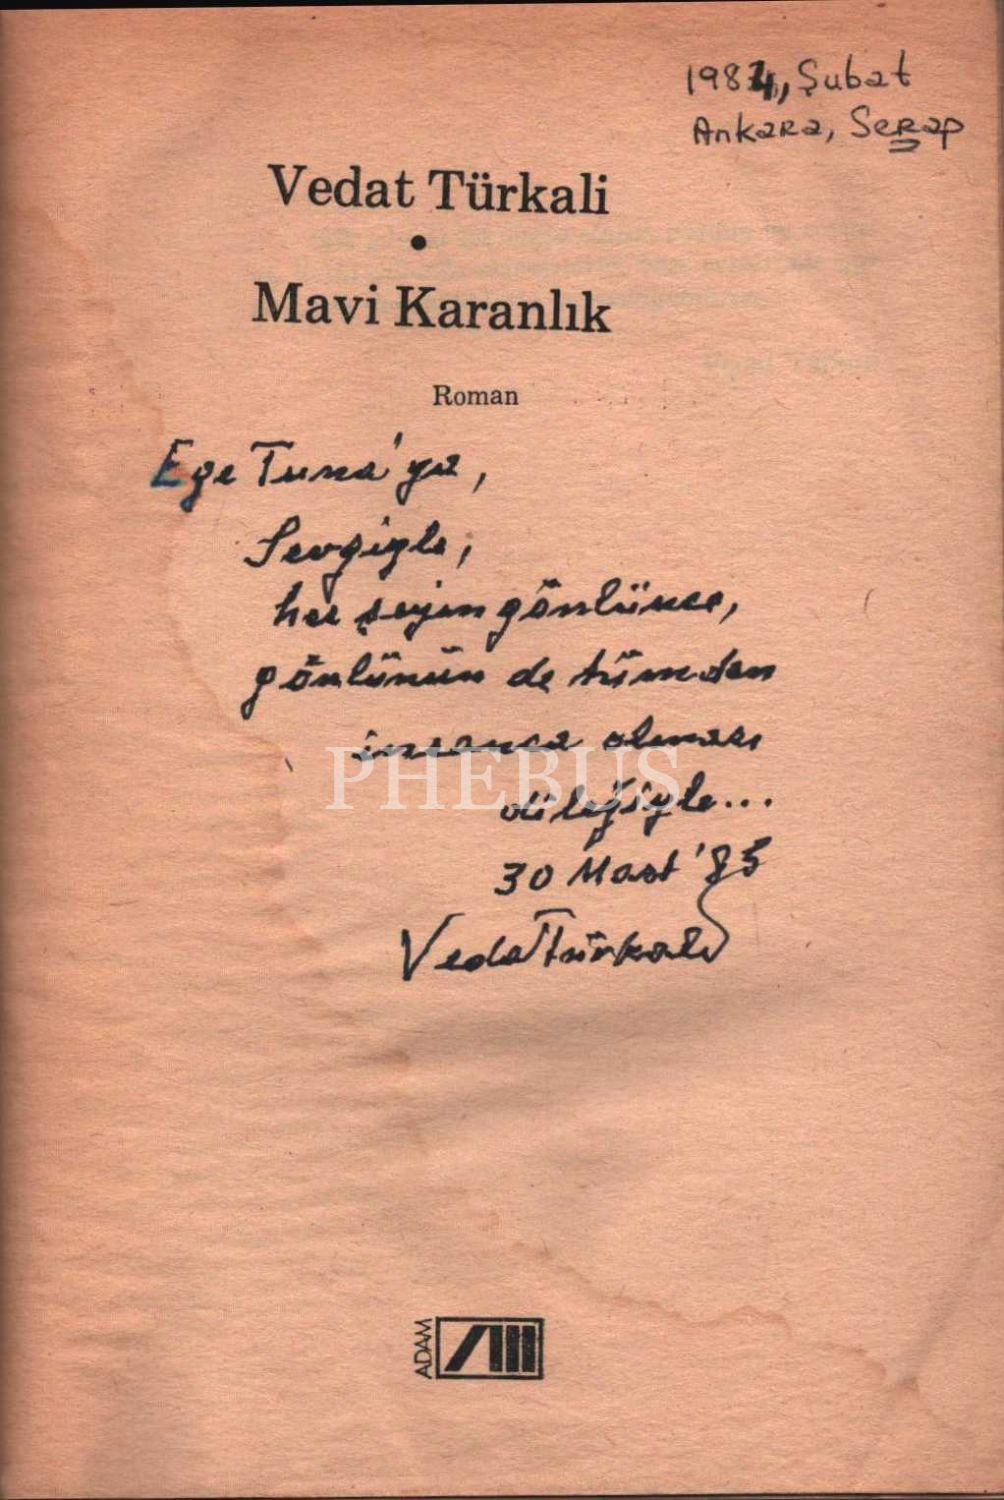 1984, Şubat
Ankara, Serap
Vedat Türkali
•
Mavi Karanlık
Roman
Ege Tuna'ya,
Sevgiyle,
her şeyin gönlünce,
gönlünün de tümden
insanca olması
dileğiyle...
30 Mart '85
Vedat Türkali
PHEBUS
ADAM